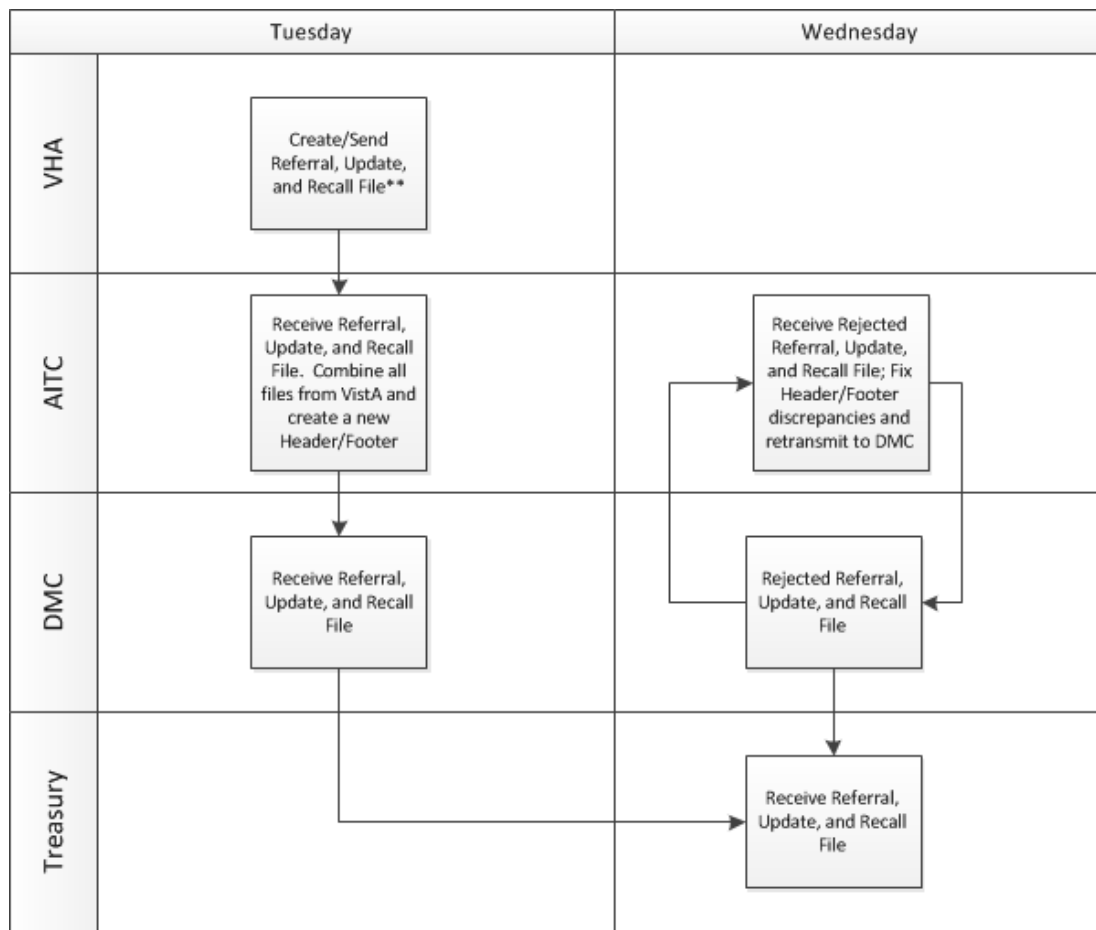 Tuesday
Wednesday
VHA
Create/Send
Referral, Update,
and Recall File**
AITC
Receive Referral,
Update, and Recall
File.  Combine all
files from VistA and
create a new
Header/Footer
Receive Rejected
Referral, Update,
and Recall File; Fix
Header/Footer
discrepancies and
retransmit to DMC
DMC
Receive Referral,
Update, and Recall
File
Rejected Referral,
Update, and Recall
File
Treasury
Receive Referral,
Update, and Recall
File